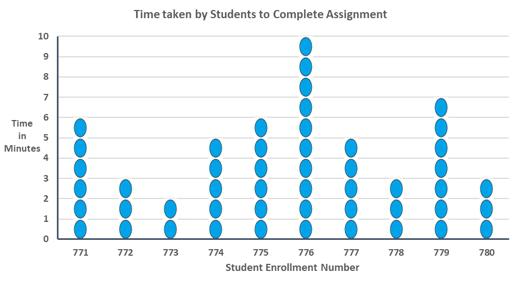 Time taken by Students to Complete Assignment
10
9
8
7
6
5
4
3
2
1
0
Time
in
Minutes
771 772 773 774 775 776 777 778 779 780
Student Enrollment Number